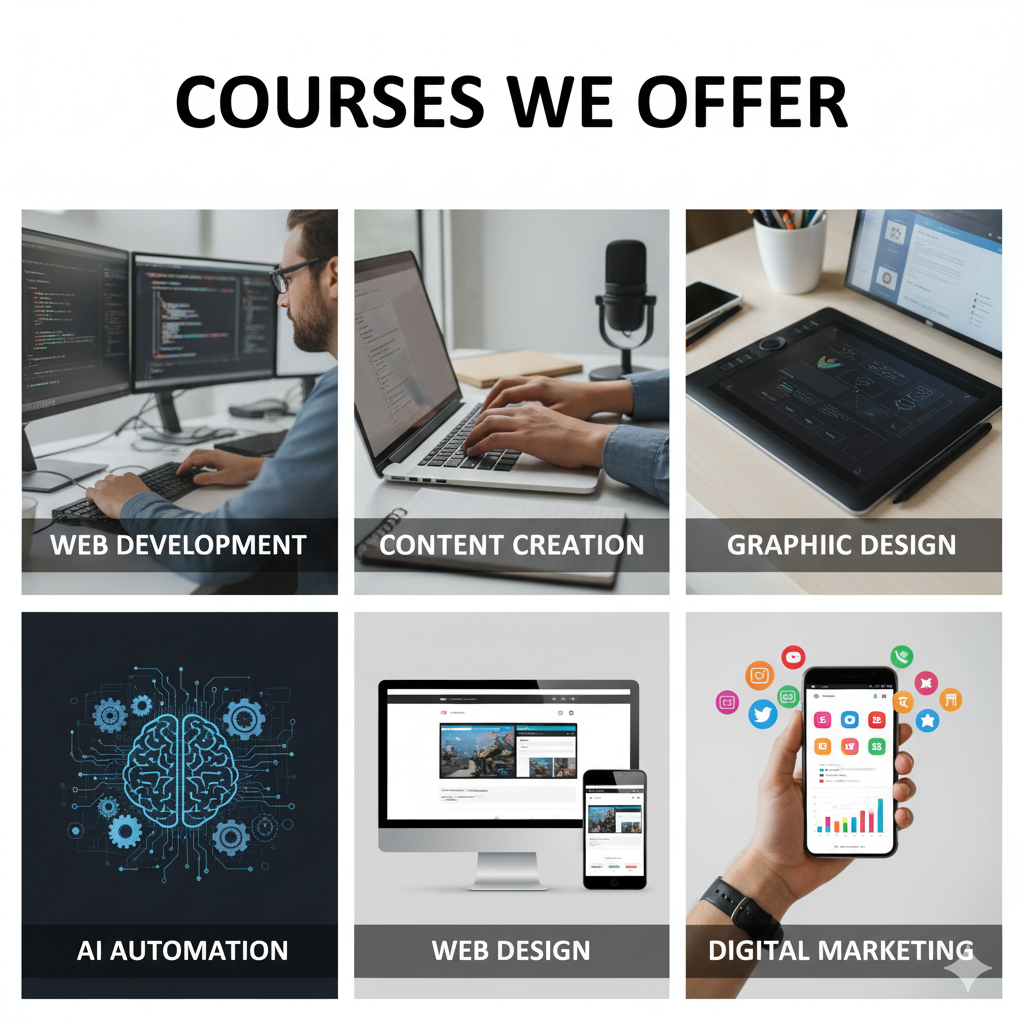 COURSES WE OFFER
WEB DEVELOPMENT
CONTENT CREATION
GRAPHIIC DESIGN
AI AUTOMATION
WEB DESIGN
DIGITAL MARKETING